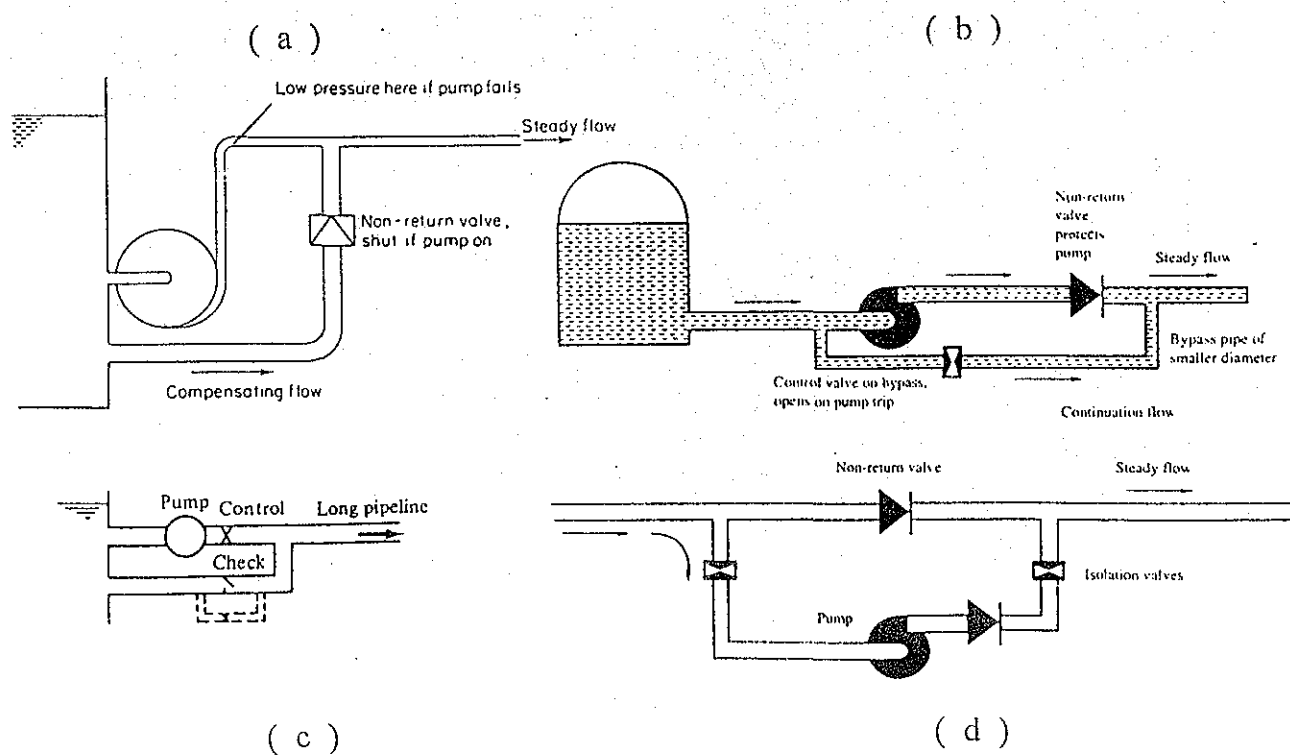 ( a )
( b )
Low pressure here if pump fails
Steady flow
Non-return valve,
shut if pump on
Compensating flow
Non-return
valve
protects
pump
Steady flow
Bypass pipe of
smaller diameter
Control valve on bypass,
opens on pump trip
Continuation flow
Pump
Control
Long pipeline
Check
Non-return valve
Steady flow
Isolation valves
Pump
( c )
( d )